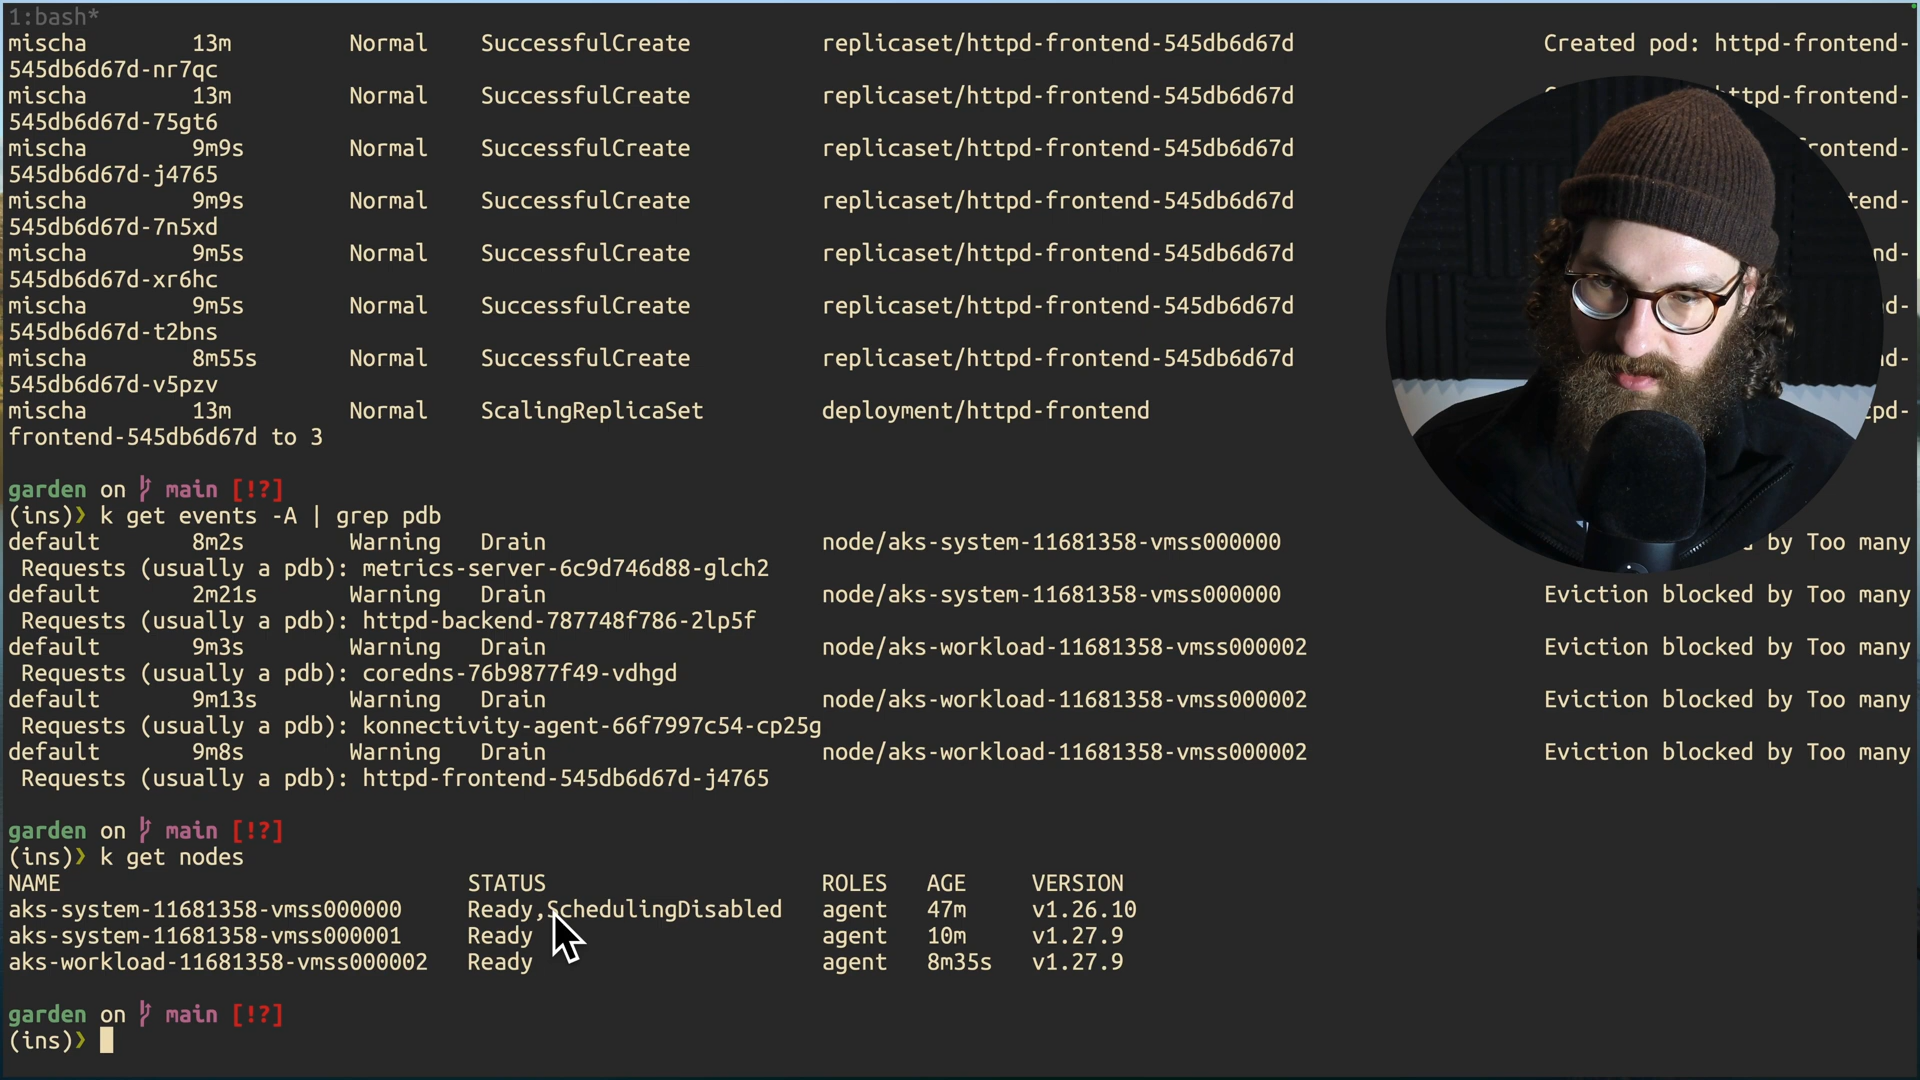 1:bash*
mischa 13m Normal SuccessfulCreate replicaset/httpd-frontend-545db6d67d Created pod: httpd-frontend-
545db6d67d-nr7qc
mischa 13m Normal SuccessfulCreate replicaset/httpd-frontend-545db6d67d
545db6d67d-75gt6
mischa 9m9s Normal SuccessfulCreate replicaset/httpd-frontend-545db6d67d
545db6d67d-j4765
mischa 9m9s Normal SuccessfulCreate replicaset/httpd-frontend-545db6d67d
545db6d67d-7n5xd
mischa 9m5s Normal SuccessfulCreate replicaset/httpd-frontend-545db6d67d
545db6d67d-xr6hc
mischa 9m5s Normal SuccessfulCreate replicaset/httpd-frontend-545db6d67d
545db6d67d-t2bns
mischa 8m55s Normal SuccessfulCreate replicaset/httpd-frontend-545db6d67d
545db6d67d-v5pzv
mischa 13m Normal ScalingReplicaSet deployment/httpd-frontend
frontend-545db6d67d to 3
garden on main [!?]
(ins)❯ k get events -A | grep pdb
default 8m2s Warning Drain node/aks-system-11681358-vmss000000 by Too many
Requests (usually a pdb): metrics-server-6c9d746d88-glch2
default 2m21s Warning Drain node/aks-system-11681358-vmss000000 Eviction blocked by Too many
Requests (usually a pdb): httpd-backend-787748f786-2lp5f
default 9m3s Warning Drain node/aks-workload-11681358-vmss000002 Eviction blocked by Too many
Requests (usually a pdb): coredns-76b9877f49-vdhgd
default 9m13s Warning Drain node/aks-workload-11681358-vmss000002 Eviction blocked by Too many
Requests (usually a pdb): konnectivity-agent-66f7997c54-cp25g
default 9m8s Warning Drain node/aks-workload-11681358-vmss000002 Eviction blocked by Too many
Requests (usually a pdb): httpd-frontend-545db6d67d-j4765
garden on main [!?]
(ins)❯ k get nodes
NAME STATUS ROLES AGE VERSION
aks-system-11681358-vmss000000 Ready,SchedulingDisabled agent 47m v1.26.10
aks-system-11681358-vmss000001 Ready agent 10m v1.27.9
aks-workload-11681358-vmss000002 Ready agent 8m35s v1.27.9
garden on main [!?]
(ins)❯